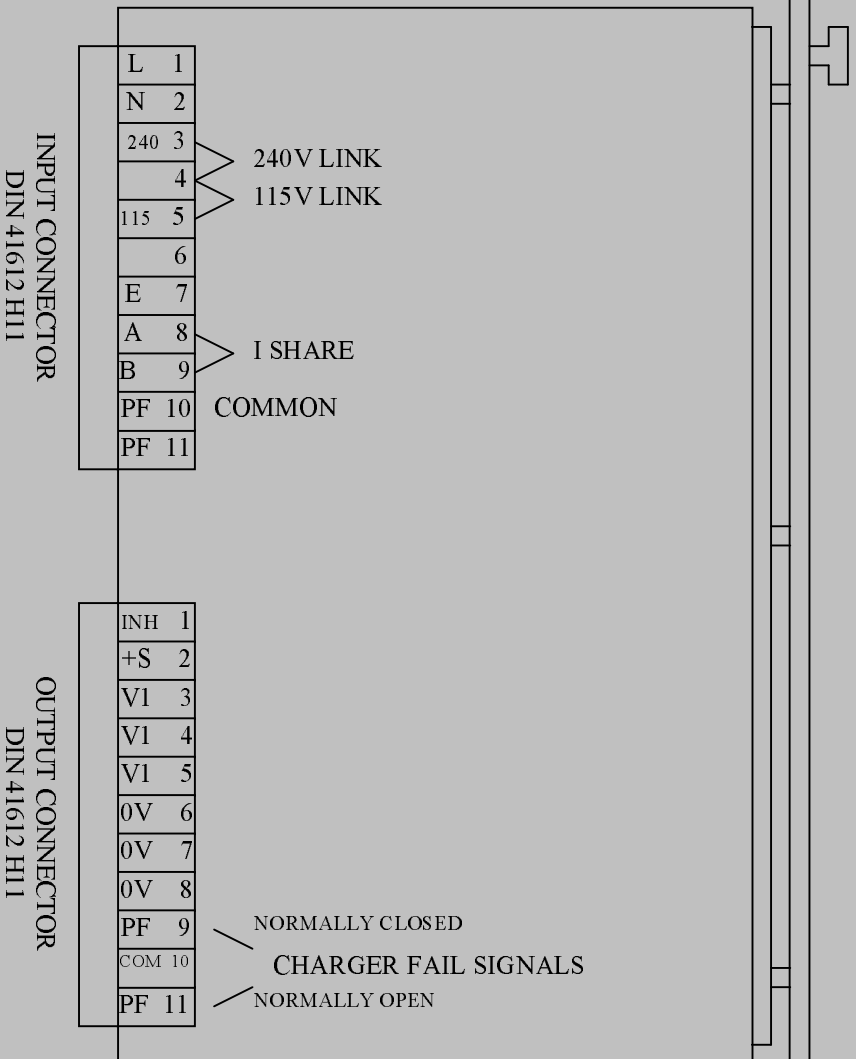 INPUT CONNECTOR
DIN 41612 H11
L 1
N 2
240 3
4
115 5
6
E 7
A 8
B 9
PF 10
PF 11
240V LINK
115V LINK
I SHARE
COMMON
OUTPUT CONNECTOR
DIN 41612 H11
INH 1
+S 2
V1 3
V1 4
V1 5
0V 6
0V 7
0V 8
PF 9
COM 10
PF 11
NORMALLY CLOSED
CHARGER FAIL SIGNALS
NORMALLY OPEN